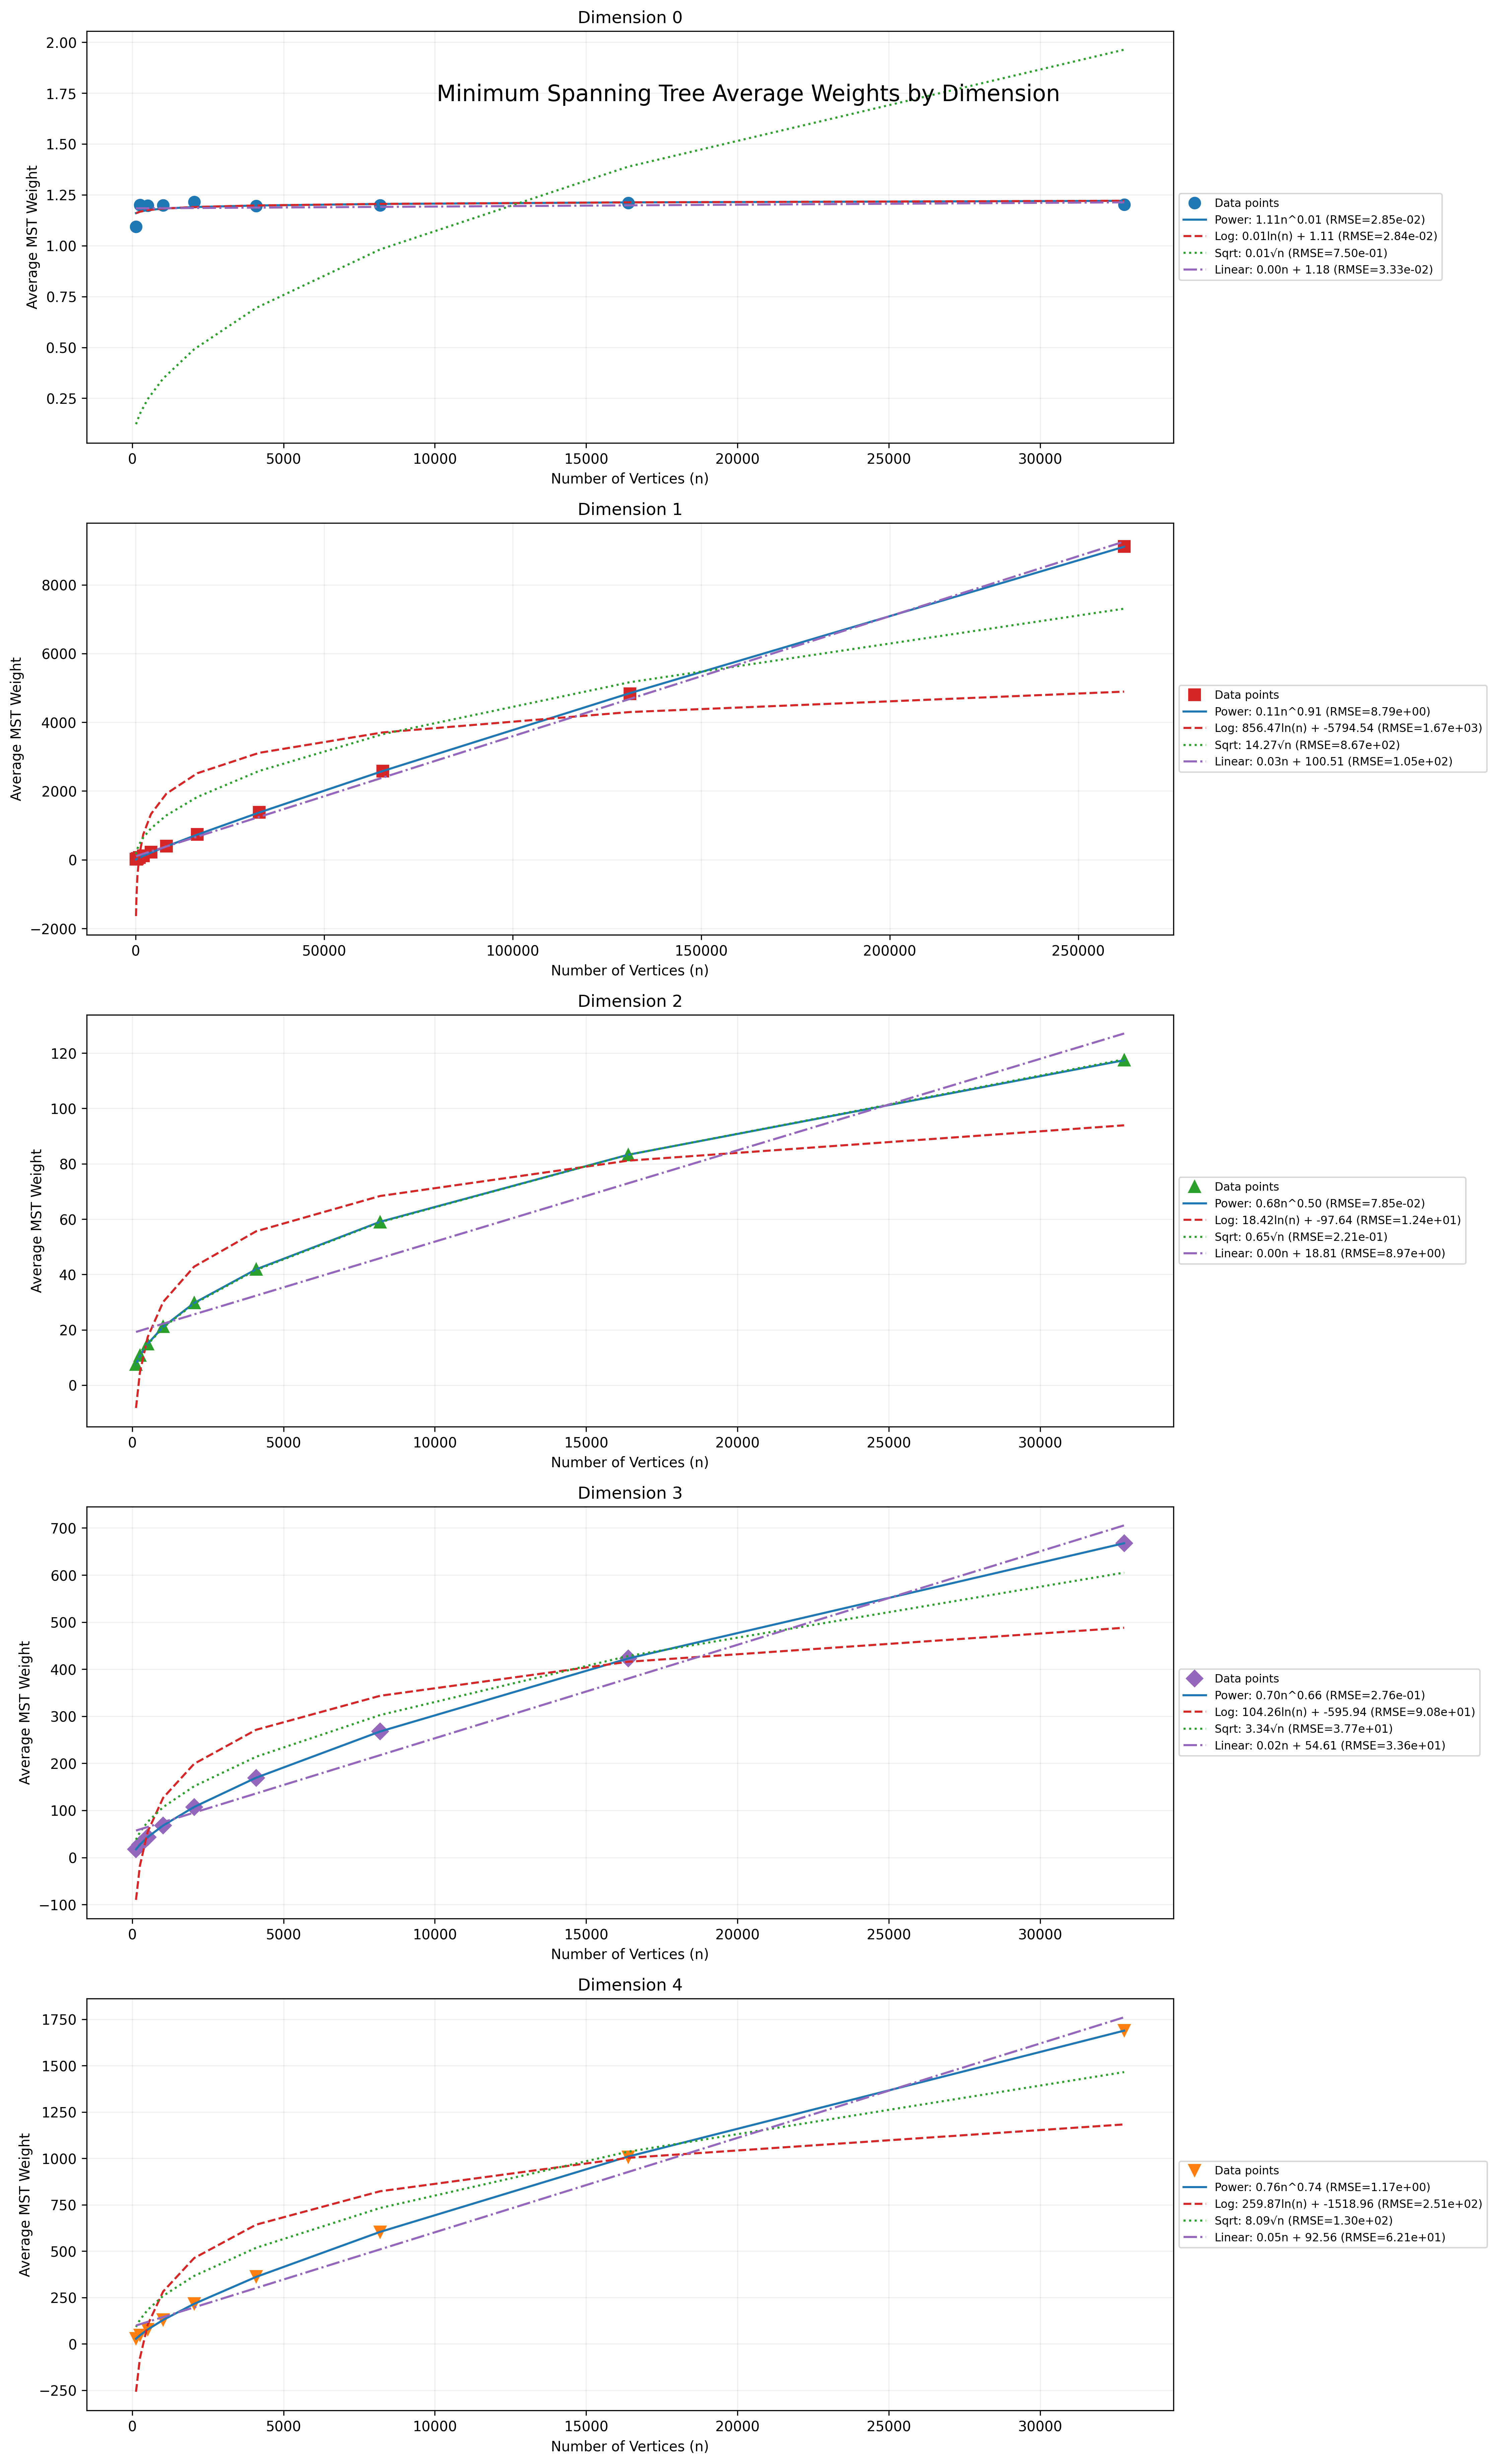 Dimension 0
Minimum Spanning Tree Average Weights by Dimension
Average MST Weight
2.00
1.75
1.50
1.25
1.00
0.75
0.50
0.25
0 5000 10000 15000 20000 25000 30000
Number of Vertices (n)
Data points
Power: 1.11n^0.01 (RMSE=2.85e-02)
Log: 0.01ln(n) + 1.11 (RMSE=2.84e-02)
Sqrt: 0.01√n (RMSE=7.50e-01)
Linear: 0.00n + 1.18 (RMSE=3.33e-02)
Dimension 1
Average MST Weight
8000
6000
4000
2000
0
−2000
0 50000 100000 150000 200000 250000
Number of Vertices (n)
Data points
Power: 0.11n^0.91 (RMSE=8.79e+00)
Log: 856.47ln(n) + -5794.54 (RMSE=1.67e+03)
Sqrt: 14.27√n (RMSE=8.67e+02)
Linear: 0.03n + 100.51 (RMSE=1.05e+02)
Dimension 2
Average MST Weight
120
100
80
60
40
20
0
0 5000 10000 15000 20000 25000 30000
Number of Vertices (n)
Data points
Power: 0.68n^0.50 (RMSE=7.85e-02)
Log: 18.42ln(n) + -97.64 (RMSE=1.24e+01)
Sqrt: 0.65√n (RMSE=2.21e-01)
Linear: 0.00n + 18.81 (RMSE=8.97e+00)
Dimension 3
Average MST Weight
700
600
500
400
300
200
100
0
−100
0 5000 10000 15000 20000 25000 30000
Number of Vertices (n)
Data points
Power: 0.70n^0.66 (RMSE=2.76e-01)
Log: 104.26ln(n) + -595.94 (RMSE=9.08e+01)
Sqrt: 3.34√n (RMSE=3.77e+01)
Linear: 0.02n + 54.61 (RMSE=3.36e+01)
Dimension 4
Average MST Weight
1750
1500
1250
1000
750
500
250
0
−250
0 5000 10000 15000 20000 25000 30000
Number of Vertices (n)
Data points
Power: 0.76n^0.74 (RMSE=1.17e+00)
Log: 259.87ln(n) + -1518.96 (RMSE=2.51e+02)
Sqrt: 8.09√n (RMSE=1.30e+02)
Linear: 0.05n + 92.56 (RMSE=6.21e+01)